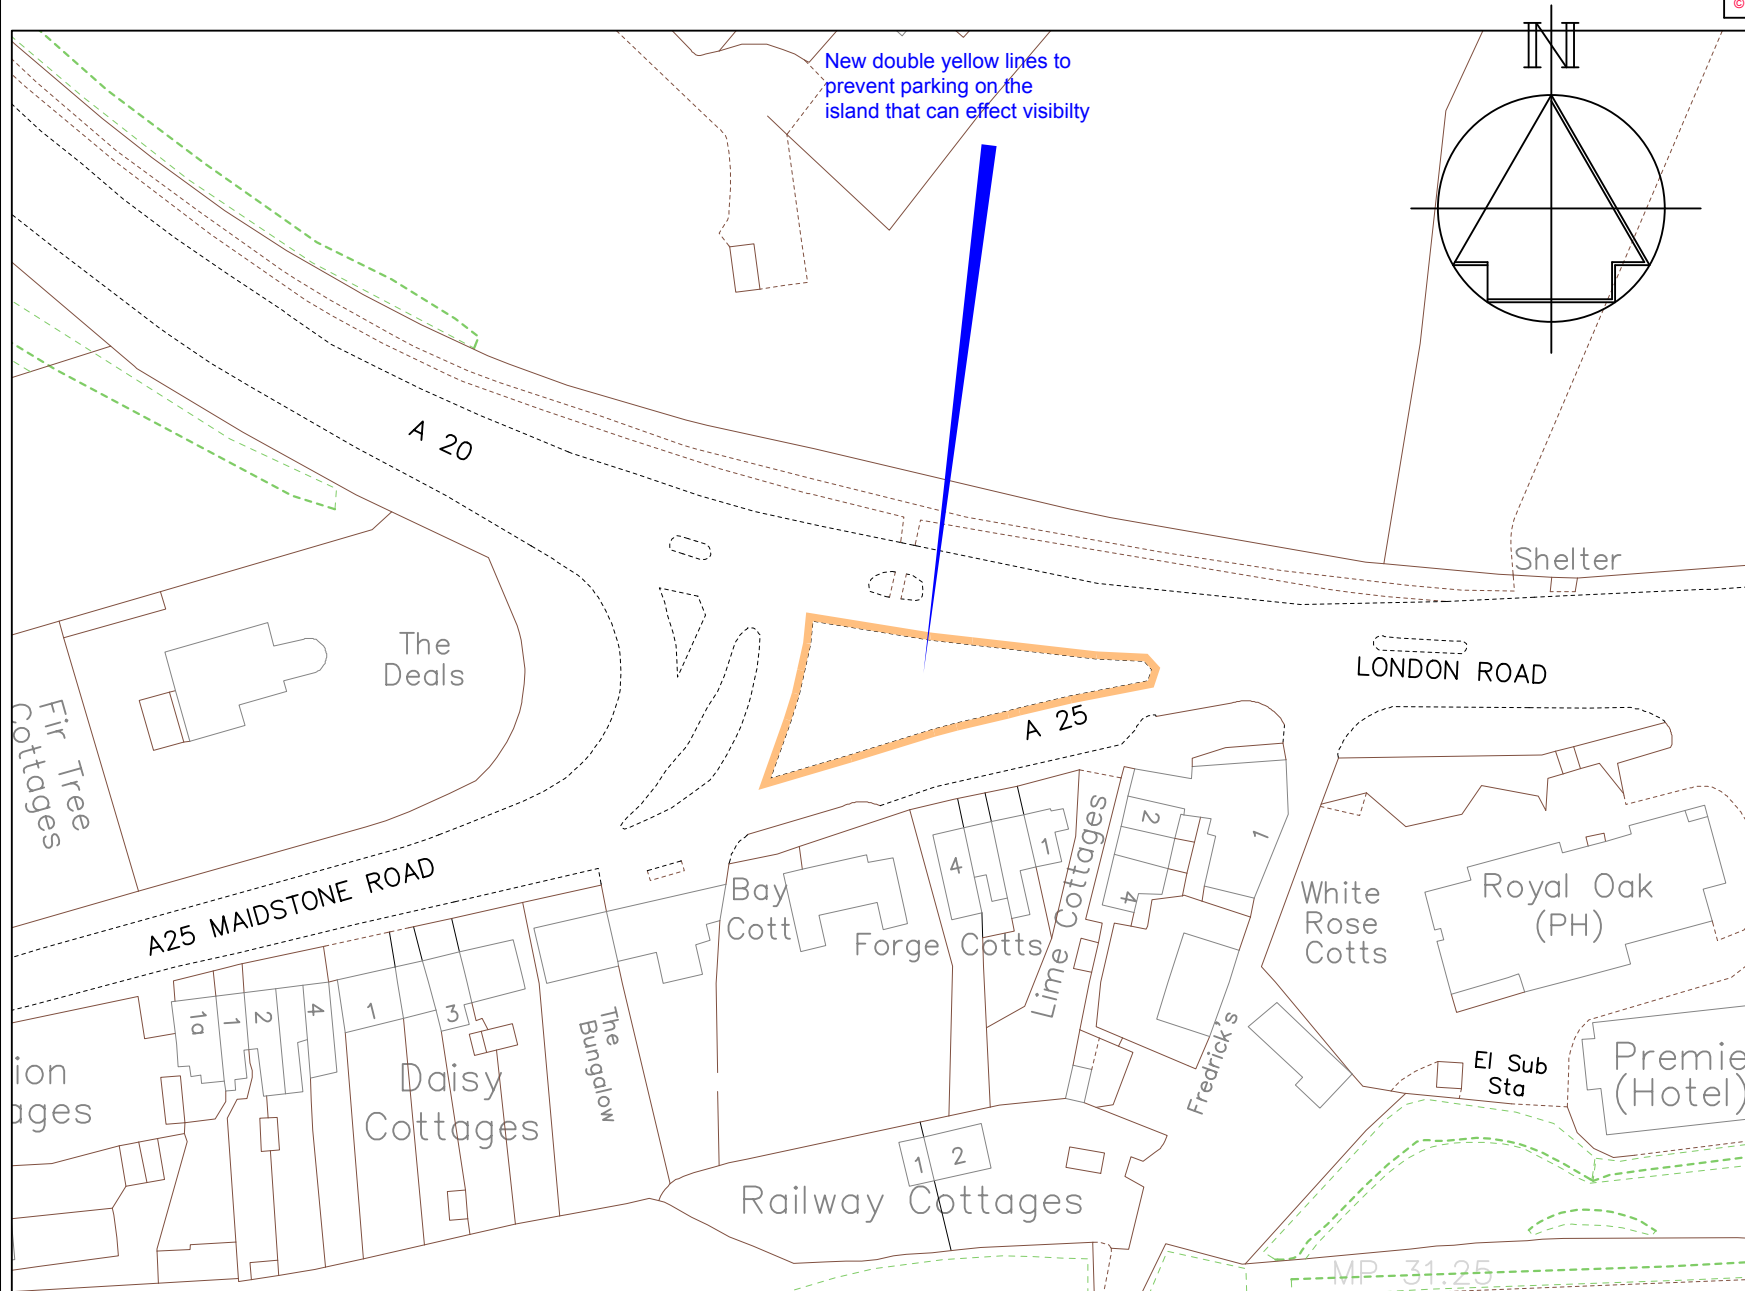 ©
N
New double yellow lines to
prevent parking on the
island that can effect visibilty
A 20
Shelter
The
Deals
LONDON ROAD
A 25
Fir Tree
Cottages
A25 MAIDSTONE ROAD
Bay
Cott
4
1
Forge Cotts
Lime Cottages
2
4
1
White
Rose
Cotts
Royal Oak
(PH)
1a
1
2
4
1
3
The
Bungalow
Fredrick's
El Sub
Sta
Premie
(Hotel)
ion
ages
Daisy
Cottages
1
2
Railway Cottages
MP 31.25